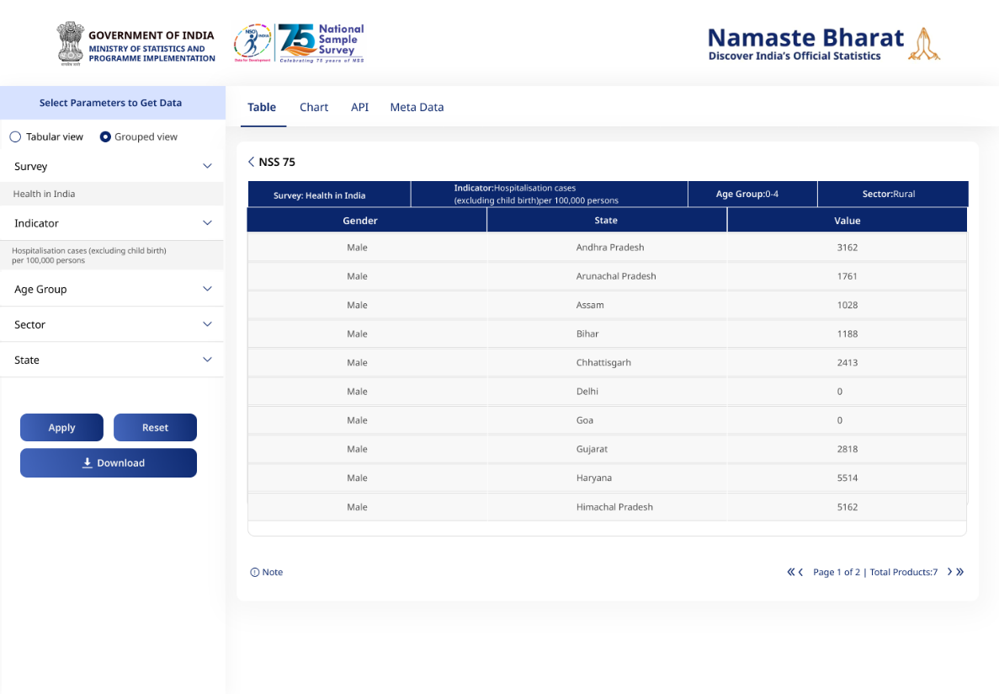 GOVERNMENT OF INDIA
MINISTRY OF STATISTICS AND
PROGRAMME IMPLEMENTATION
NSO INDIA
Data for Development
75
National
Sample
Survey
Celebrating 75 years of NSS
Namaste Bharat
Discover India's Official Statistics
Select Parameters to Get Data
Tabular view
Grouped view
Survey
Health in India
Indicator
Hospitalisation cases (excluding child birth)
per 100,000 persons
Age Group
Sector
State
Apply
Reset
Download
Table Chart API Meta Data
NSS 75
Survey: Health in India
Indicator:Hospitalisation cases
(excluding child birth)per 100,000 persons
Age Group:0-4
Sector:Rural
Gender State Value
Male Andhra Pradesh 3162
Male Arunachal Pradesh 1761
Male Assam 1028
Male Bihar 1188
Male Chhattisgarh 2413
Male Delhi 0
Male Goa 0
Male Gujarat 2818
Male Haryana 5514
Male Himachal Pradesh 5162
Note
Page 1 of 2 | Total Products:7